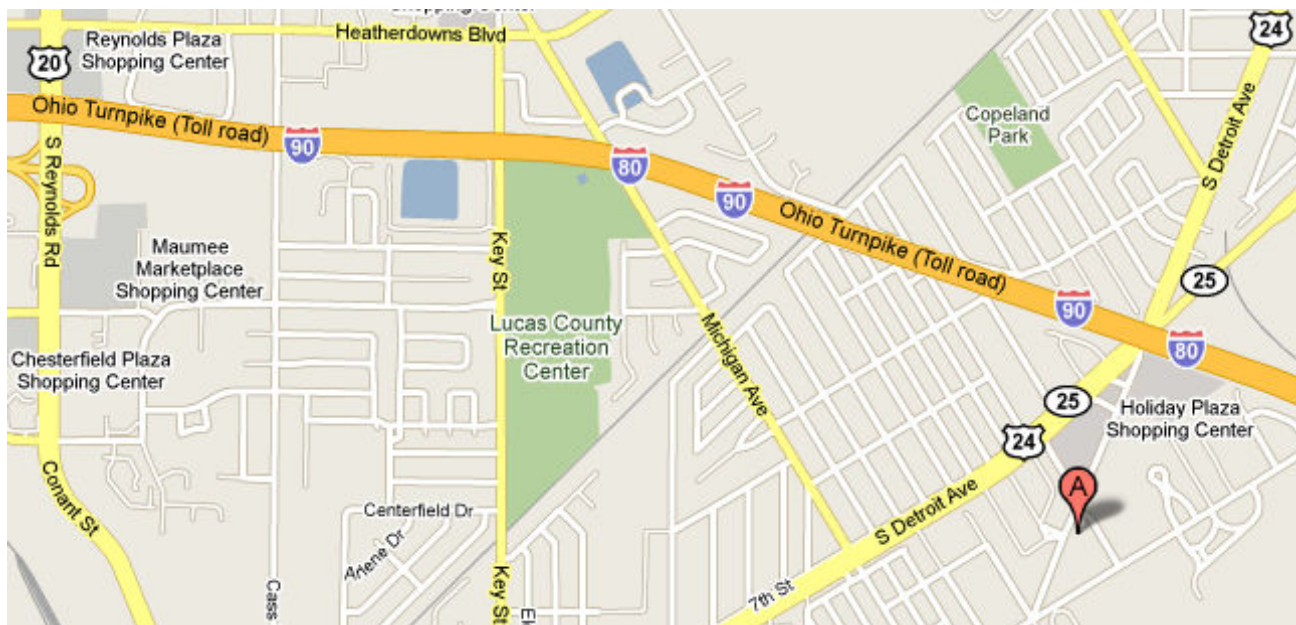 Shopping Center
Heatherdowns Blvd
24
Reynolds Plaza
Shopping Center
20
Ohio Turnpike (Toll road)
90
80
90
Copeland
Park
S Detroit Ave
S Reynolds Rd
Ohio Turnpike (Toll road)
Maumee
Marketplace
Shopping Center
Key St
25
90
80
Lucas County
Recreation
Center
Michigan Ave
Chesterfield Plaza
Shopping Center
25
Holiday Plaza
Shopping Center
24
Conant St
A
Centerfield Dr
S Detroit Ave
Arlene Dr
Key St
Cass
7th St